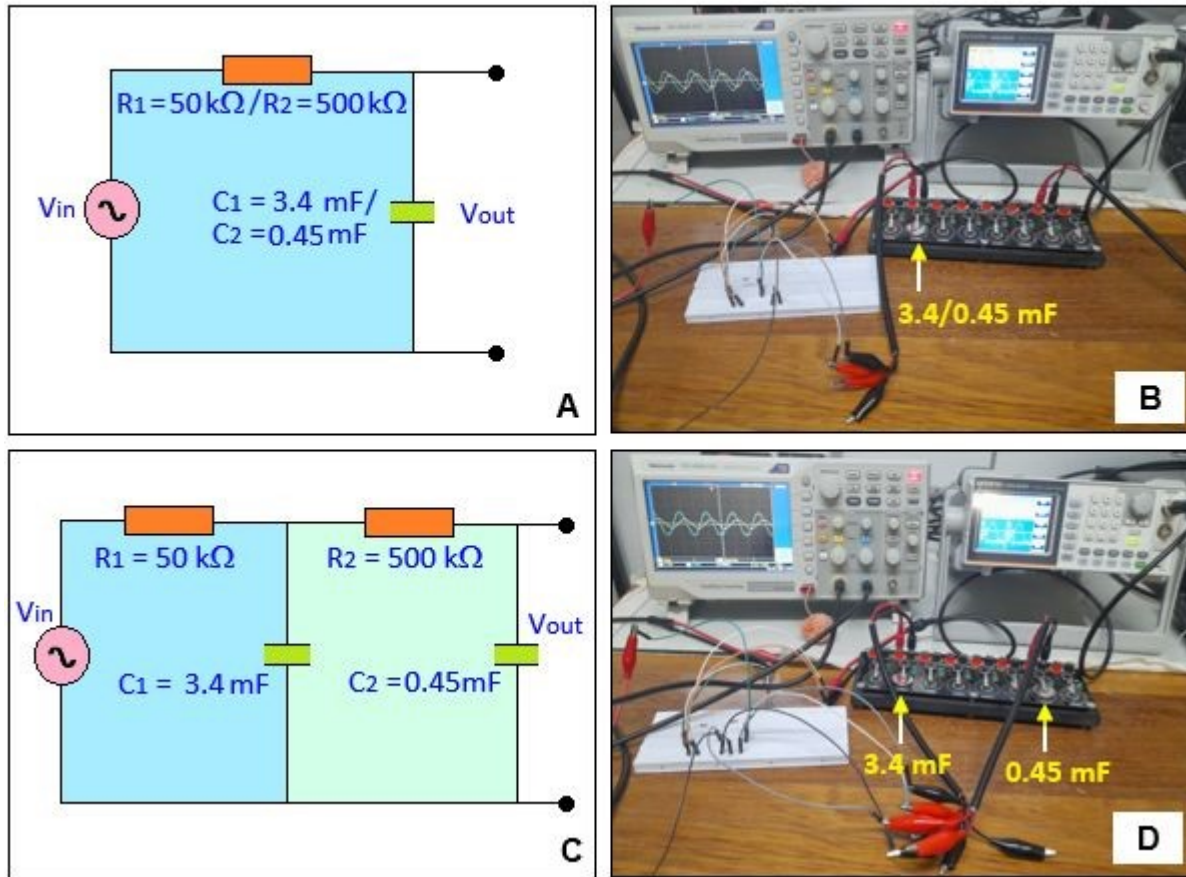 R1 = 50 kΩ / R2 = 500 kΩ
Vin
C1 = 3.4 mF/
C2 = 0.45 mF
Vout
A
3.4/0.45 mF
B
R1 = 50 kΩ
R2 = 500 kΩ
Vin
Vout
C1 = 3.4 mF
C2 = 0.45mF
C
3.4 mF
0.45 mF
D